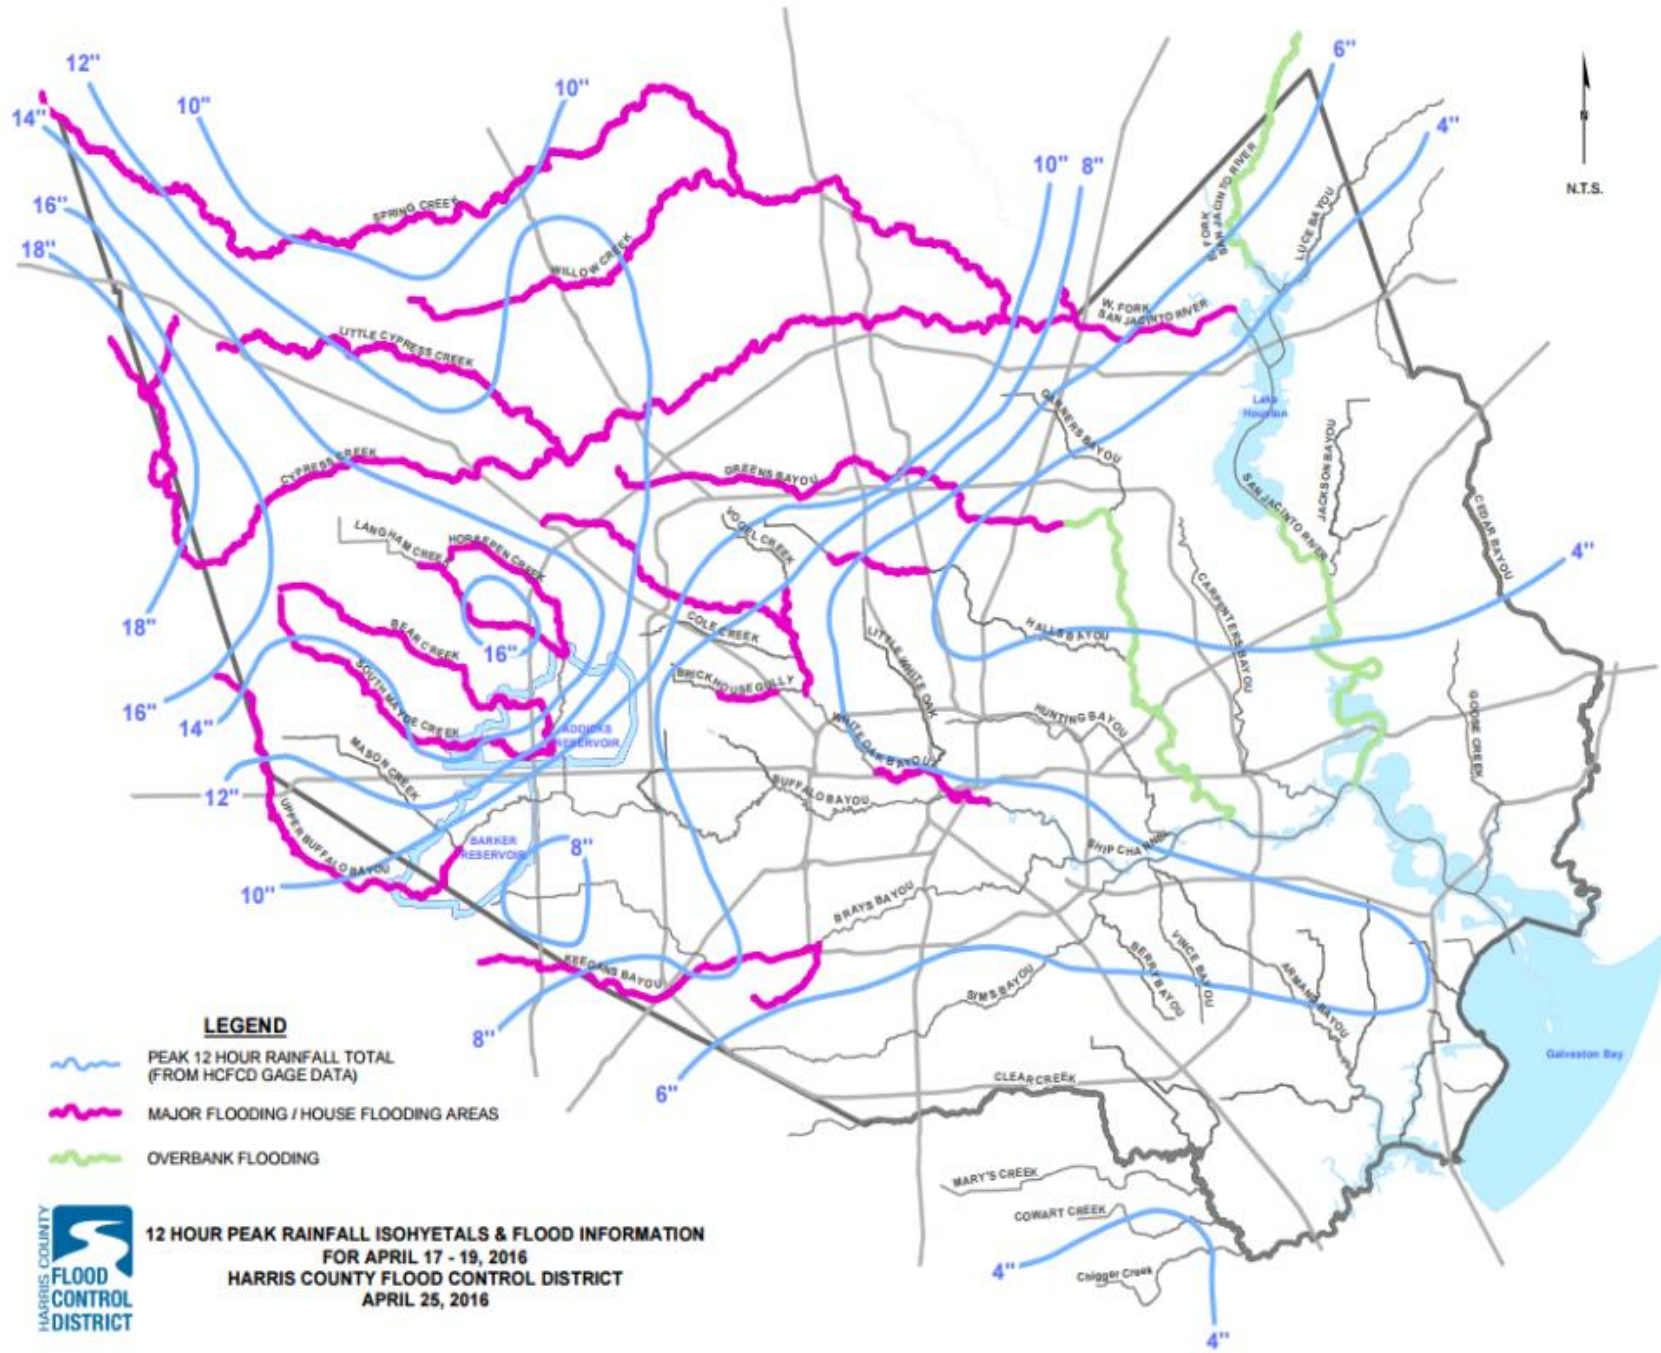 6"
12"
10"
10"
4"
14"
10"
8"
N
N.T.S.
16"
SPRING CREEK
W FORK
SAN JACINTO RIVER
LUCE BAYOU
18"
WILLOW CREEK
W. FORK
SAN JACINTO RIVER
LITTLE CYPRESS CREEK
Lake
Houston
GARNERS BAYOU
JACKSON BAYOU
CYPRESS CREEK
GREENS BAYOU
SAN JACINTO RIVER
CEDAR BAYOU
LANGHAM CREEK
HORSEPEN CREEK
VOGEL CREEK
4"
CARPENTERS BAYOU
18"
BEAR CREEK
16"
COLE CREEK
LITTLE WHITE OAK
HALLS BAYOU
BRICKHOUSE GULLY
SOUTH MAYDE CREEK
16"
14"
ADDICKS
RESERVOIR
WHITE OAK BAYOU
HUNTING BAYOU
GOOSE CREEK
MASON CREEK
12"
BUFFALO BAYOU
UPPER BUFFALO BAYOU
BARKER
RESERVOIR
8"
SHIP CHANNEL
10"
BRAYS BAYOU
KEEGANS BAYOU
BERRY BAYOU
VINCE BAYOU
ARMAND BAYOU
SIMS BAYOU
8"
6"
Galveston Bay
CLEAR CREEK
MARY'S CREEK
COWART CREEK
4"
Chigger Creek
4"
LEGEND
PEAK 12 HOUR RAINFALL TOTAL
(FROM HCFCD GAGE DATA)
MAJOR FLOODING / HOUSE FLOODING AREAS
OVERBANK FLOODING
HARRIS COUNTY
FLOOD
CONTROL
DISTRICT
12 HOUR PEAK RAINFALL ISOHYETALS & FLOOD INFORMATION
FOR APRIL 17 - 19, 2016
HARRIS COUNTY FLOOD CONTROL DISTRICT
APRIL 25, 2016